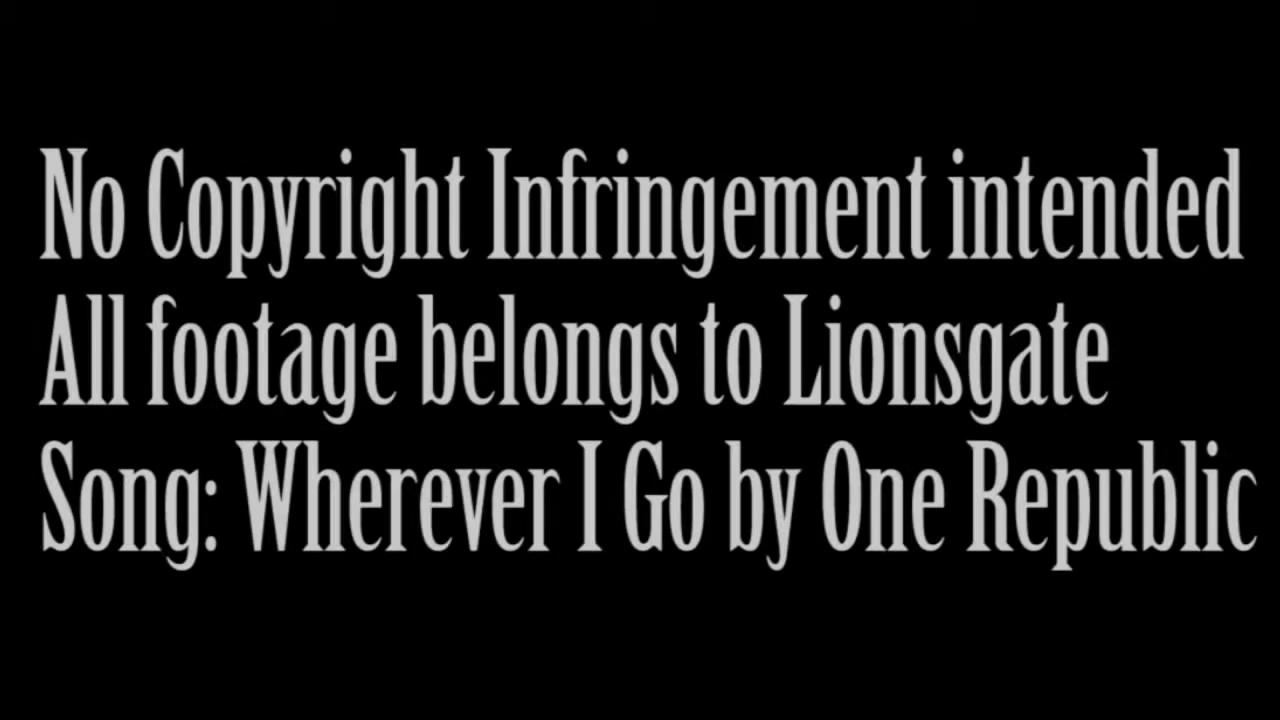 No Copyright Infringement intended
All footage belongs to Lionsgate
Song: Wherever I Go by One Republic